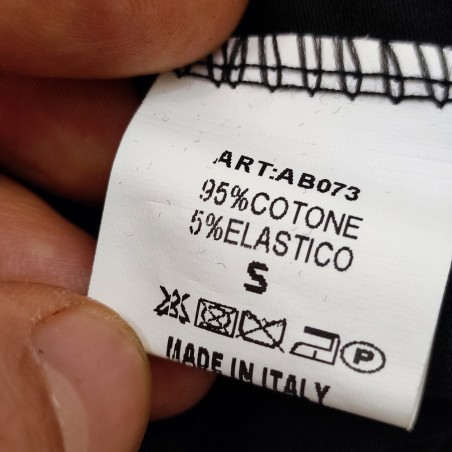 ART:AB073
95%COTONE
5%ELASTICO
S
P
MADE IN ITALY